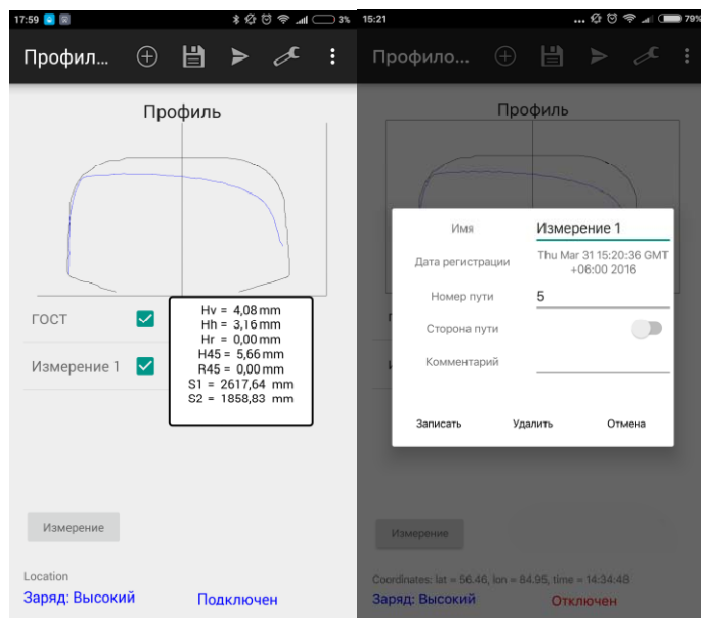 17:59
3%
Профил...
Профиль
ГОСТ
Измерение 1
Hv = 4,08 mm
Hh = 3,16 mm
Hr = 0,00 mm
H45 = 5,66 mm
R45 = 0,00 mm
S1 = 2617,64 mm
S2 = 1858,83 mm
Измерение
Location
Заряд: Высокий
Подключен
15:21
... 79%
Профило...
Профиль
Имя
Измерение 1
Дата регистрации
Thu Mar 31 15:20:36 GMT
+06:00 2016
Номер пути
5
Сторона пути
Комментарий
Записать
Удалить
Отмена
Измерение
Coordinates: lat = 56.46, lon = 84.95, time = 14:34:48
Заряд: Высокий
Отключен